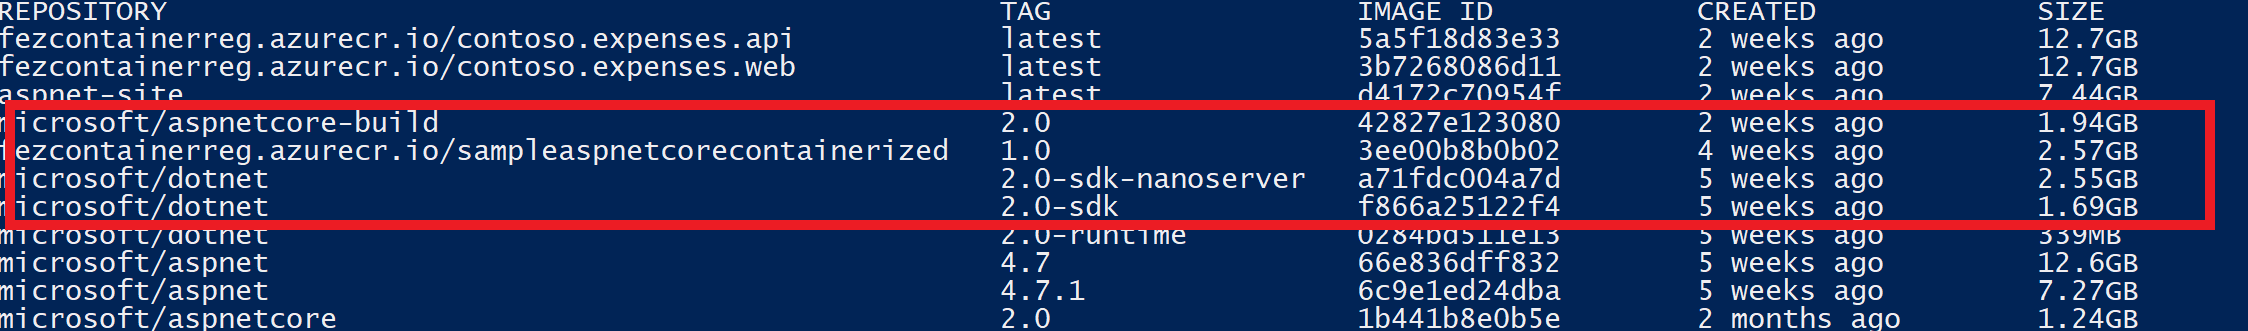 REPOSITORY TAG IMAGE ID CREATED SIZE
fezcontainerreg.azurecr.io/contoso.expenses.api latest 5a5f18d83e33 2 weeks ago 12.7GB
fezcontainerreg.azurecr.io/contoso.expenses.web latest 3b7268086d11 2 weeks ago 12.7GB
aspnet-site latest d4172c70954f 2 weeks ago 7.44GB
microsoft/aspnetcore-build 2.0 42827e123080 2 weeks ago 1.94GB
fezcontainerreg.azurecr.io/sampleaspnetcorecontainerized 1.0 3ee00b8b0b02 4 weeks ago 2.57GB
microsoft/dotnet 2.0-sdk-nanoserver a71fdc004a7d 5 weeks ago 2.55GB
microsoft/dotnet 2.0-sdk f866a25122f4 5 weeks ago 1.69GB
microsoft/dotnet 2.0-runtime 0284bd511e13 5 weeks ago 339MB
microsoft/aspnet 4.7 66e836dff832 5 weeks ago 12.6GB
microsoft/aspnet 4.7.1 6c9e1ed24dba 5 weeks ago 7.27GB
microsoft/aspnetcore 2.0 1b441b8e0b5e 2 months ago 1.24GB